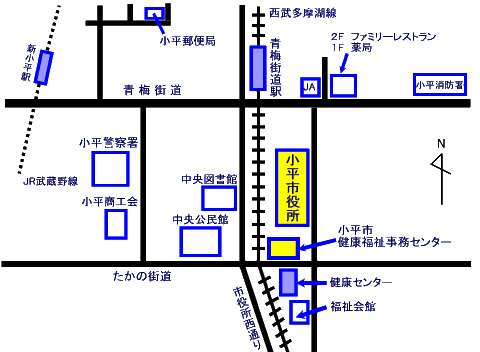 西武多摩湖線
小平郵便局
新小平駅
青梅街道駅
2F ファミリーレストラン
1F 薬局
JA
小平消防署
青梅街道
小平警察署
JR武蔵野線
小平商工会
中央図書館
中央公民館
小平市役所
N
小平市
健康福祉事務センター
たかの街道
健康センター
福祉会館
市役所西通り